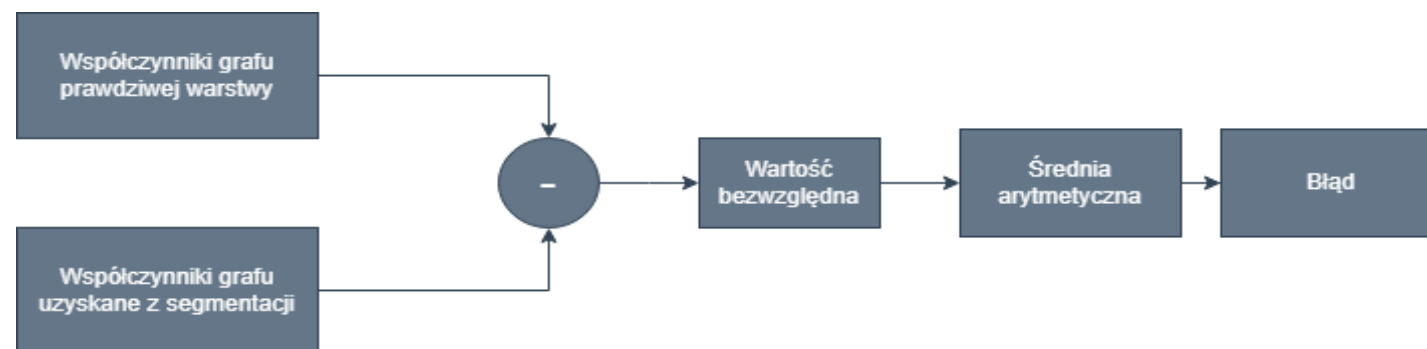 Współczynniki grafu
prawdziwej warstwy
Współczynniki grafu
uzyskane z segmentacji
-
Wartość
bezwzględna
Średnia
arytmetyczna
Błąd